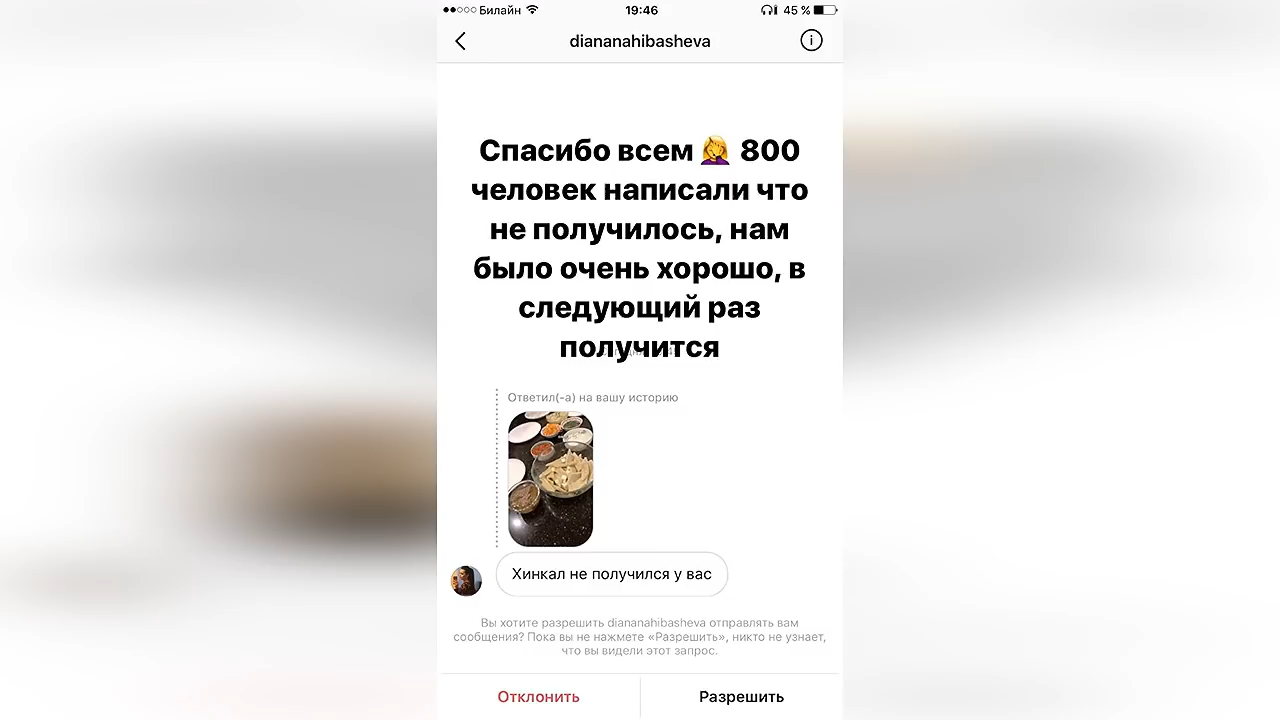 Билайн 19:46 45 %
diananahibasheva
Спасибо всем 🤦‍♀️ 800
человек написали что
не получилось, нам
было очень хорошо, в
следующий раз
получится
Ответил(-а) на вашу историю
Хинкал не получился у вас
Вы хотите разрешить diananahibasheva отправлять вам
сообщения? Пока вы не нажмете «Разрешить», никто не узнает,
что вы видели этот запрос.
Отклонить Разрешить